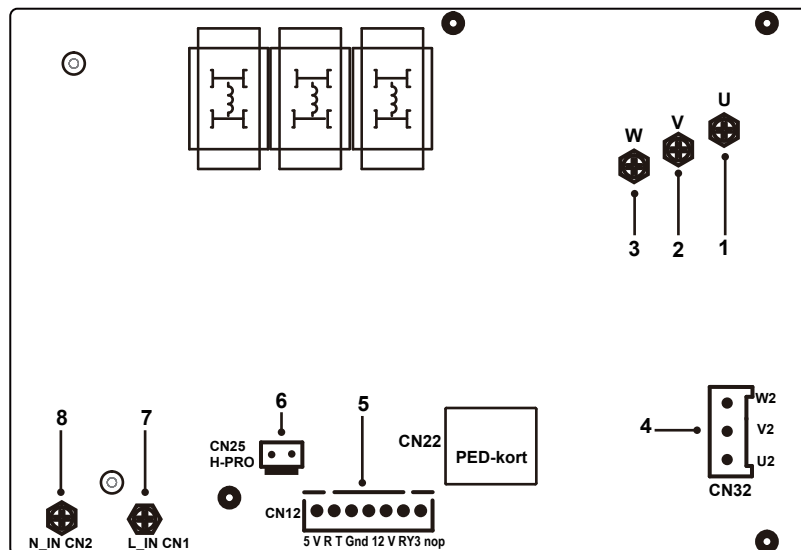 U
V
W
3
2
1
8
7
6
5
4
CN25
H-PRO
CN22
PED-kort
W2
V2
U2
CN32
CN12
5 V R T Gnd 12 V RY3 nop
N_IN CN2
L_IN CN1